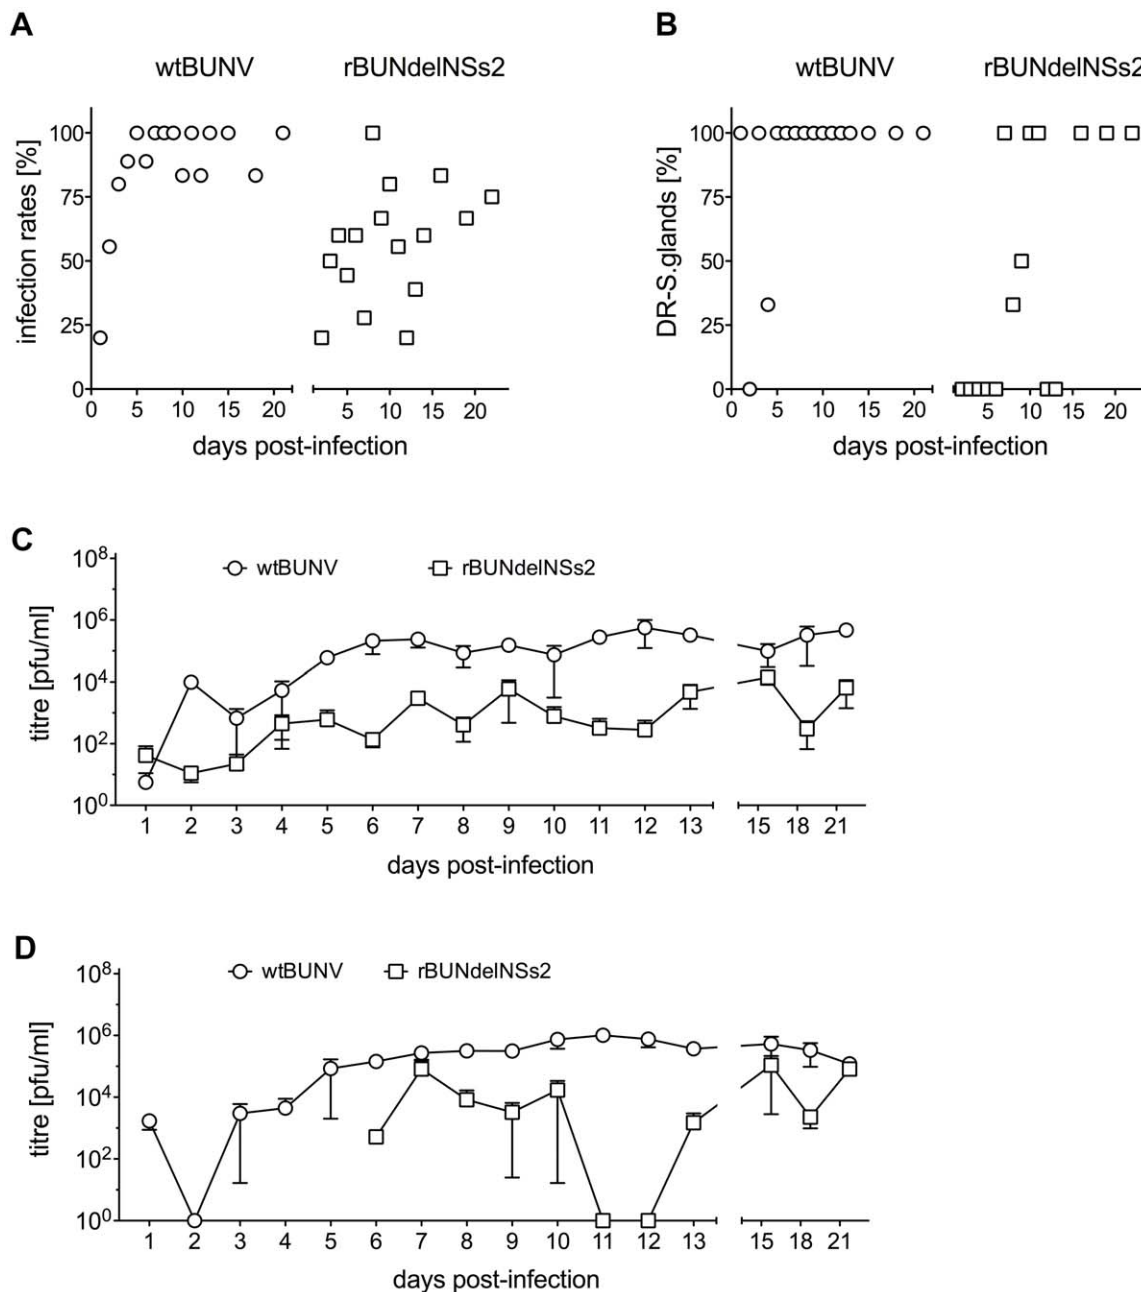 A
B
wtBUNV rBUNdelNSs2
wtBUNV rBUNdelNSs2
infection rates [%]
100
75
50
25
0
0 5 10 15 20
5 10 15 20
days post-infection
DR-S.glands [%]
100
75
50
25
0
0 5 10 15 20
5 10 15 20
days post-infection
C
wtBUNV rBUNdelNSs2
titre [pfu/ml]
10⁸
10⁶
10⁴
10²
10⁰
1 2 3 4 5 6 7 8 9 10 11 12 13 15 18 21
days post-infection
D
wtBUNV rBUNdelNSs2
titre [pfu/ml]
10⁸
10⁶
10⁴
10²
10⁰
1 2 3 4 5 6 7 8 9 10 11 12 13 15 18 21
days post-infection